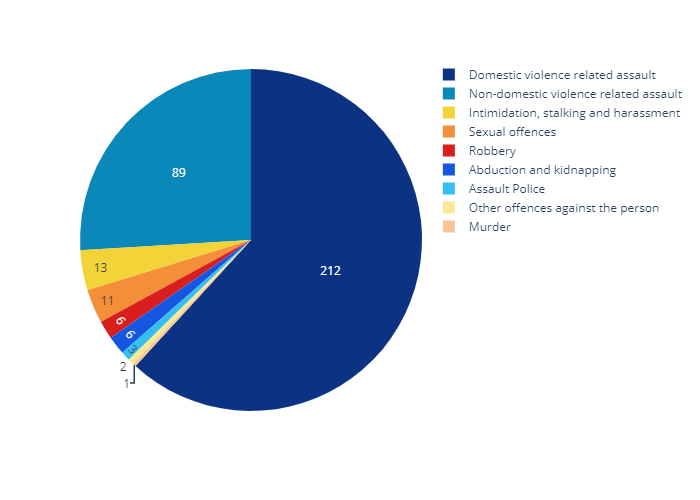 Domestic violence related assault
Non-domestic violence related assault
Intimidation, stalking and harassment
Sexual offences
Robbery
Abduction and kidnapping
Assault Police
Other offences against the person
Murder
89
212
13
11
6
6
3
2
1